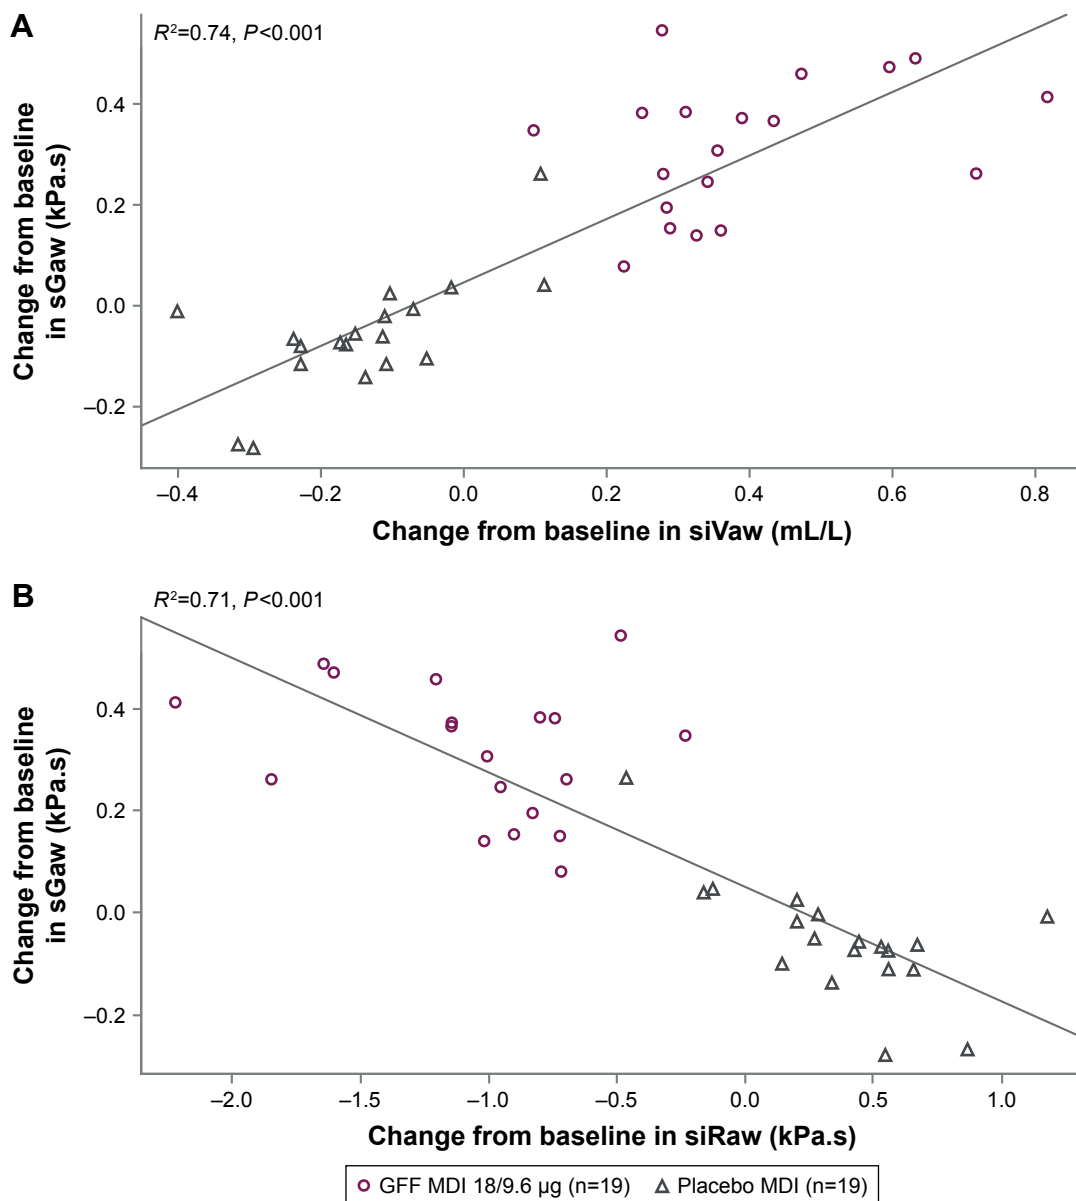 A
R²=0.74, P<0.001
Change from baseline
in sGaw (kPa.s)
0.4
0.2
0.0
–0.2
–0.4
–0.2
0.0
0.2
0.4
0.6
0.8
Change from baseline in siVaw (mL/L)
B
R²=0.71, P<0.001
Change from baseline
in sGaw (kPa.s)
0.4
0.2
0.0
–0.2
–2.0
–1.5
–1.0
–0.5
0.0
0.5
1.0
Change from baseline in siRaw (kPa.s)
GFF MDI 18/9.6 µg (n=19)
Placebo MDI (n=19)